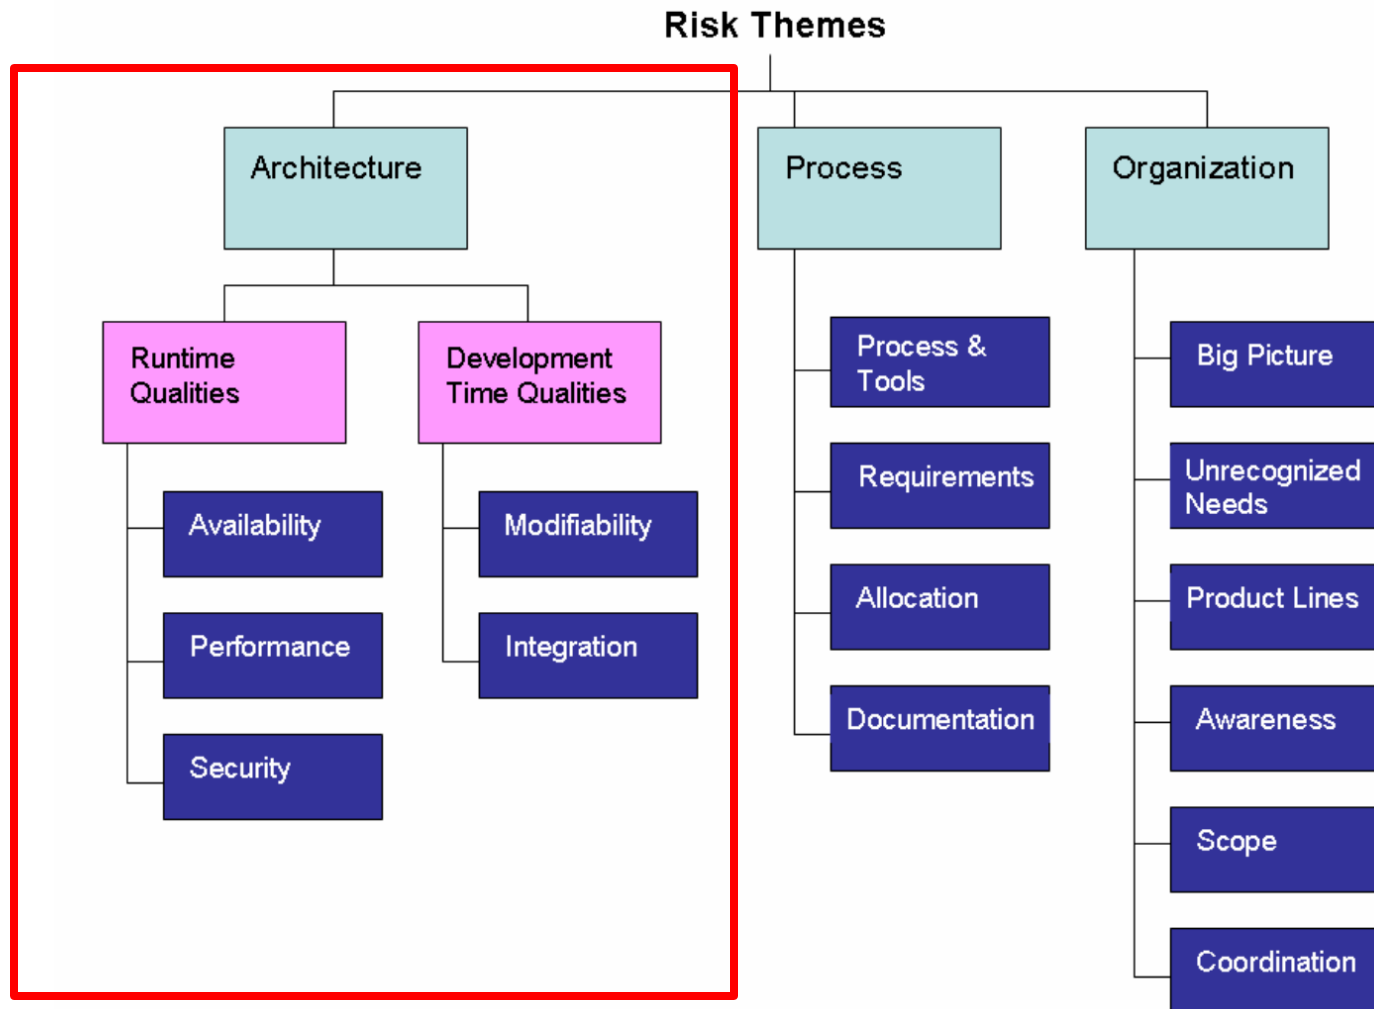 Risk Themes
Architecture
Process
Organization
Runtime
Qualities
Development
Time Qualities
Availability
Performance
Security
Modifiability
Integration
Process &
Tools
Requirements
Allocation
Documentation
Big Picture
Unrecognized
Needs
Product Lines
Awareness
Scope
Coordination